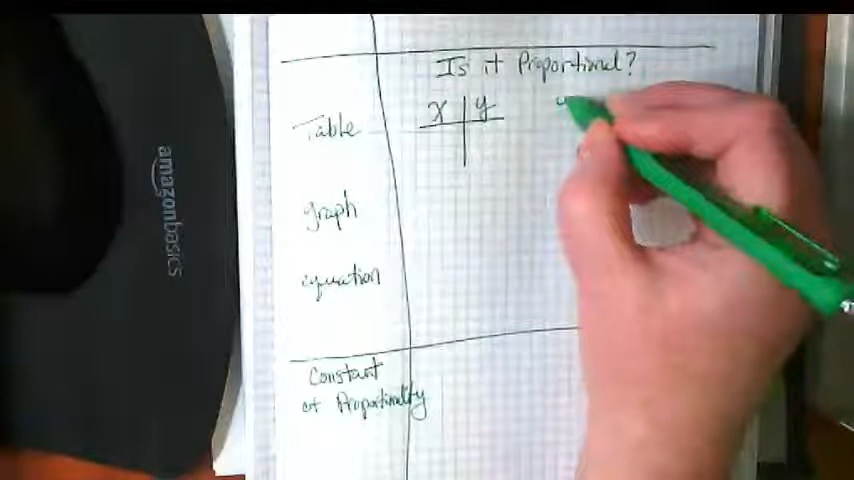 amazonbasics
Is it Proportional?
x y
Table
graph
equation
Constant
of Proportionality